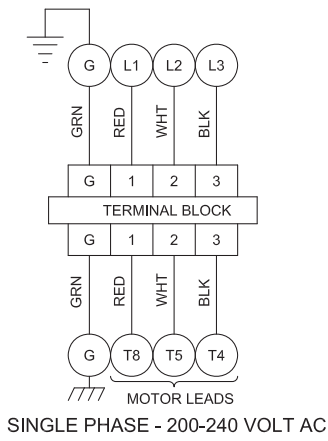 G L1 L2 L3
GRN RED WHT BLK
G 1 2 3
TERMINAL BLOCK
G 1 2 3
GRN RED WHT BLK
G T8 T5 T4
MOTOR LEADS
SINGLE PHASE - 200-240 VOLT AC